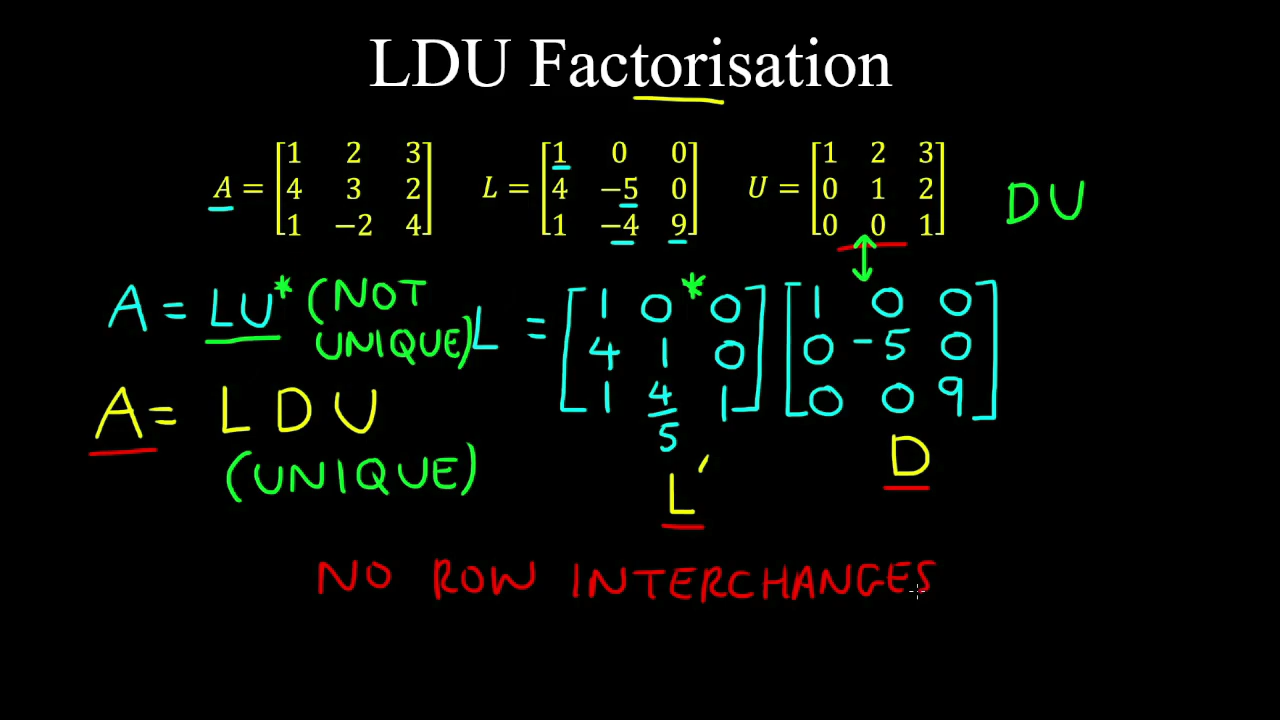 LDU Factorisation
A = [1 2 3; 4 3 2; 1 −2 4] L = [1 0 0; 4 −5 0; 1 −4 9] U = [1 2 3; 0 1 2; 0 0 1] DU
A = LU* (NOT UNIQUE)
L = [1 0 0; 4 1 0; 1 4/5 1] * [1 0 0; 0 -5 0; 0 0 9]
A = LDU
(UNIQUE)
L′ D
NO ROW INTERCHANGES